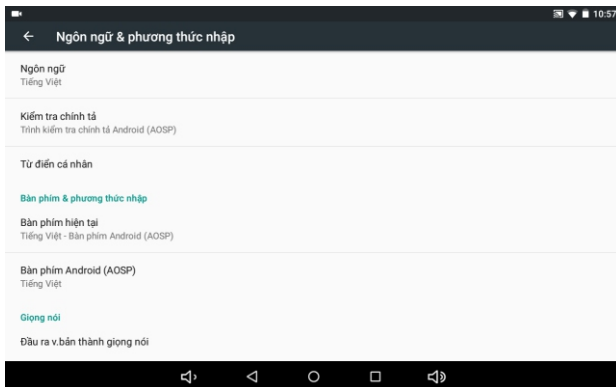 10:57
Ngôn ngữ & phương thức nhập
Ngôn ngữ
Tiếng Việt
Kiểm tra chính tả
Trình kiểm tra chính tả Android (AOSP)
Từ điển cá nhân
Bàn phím & phương thức nhập
Bàn phím hiện tại
Tiếng Việt - Bàn phím Android (AOSP)
Bàn phím Android (AOSP)
Tiếng Việt
Giọng nói
Đầu ra v.bản thành giọng nói